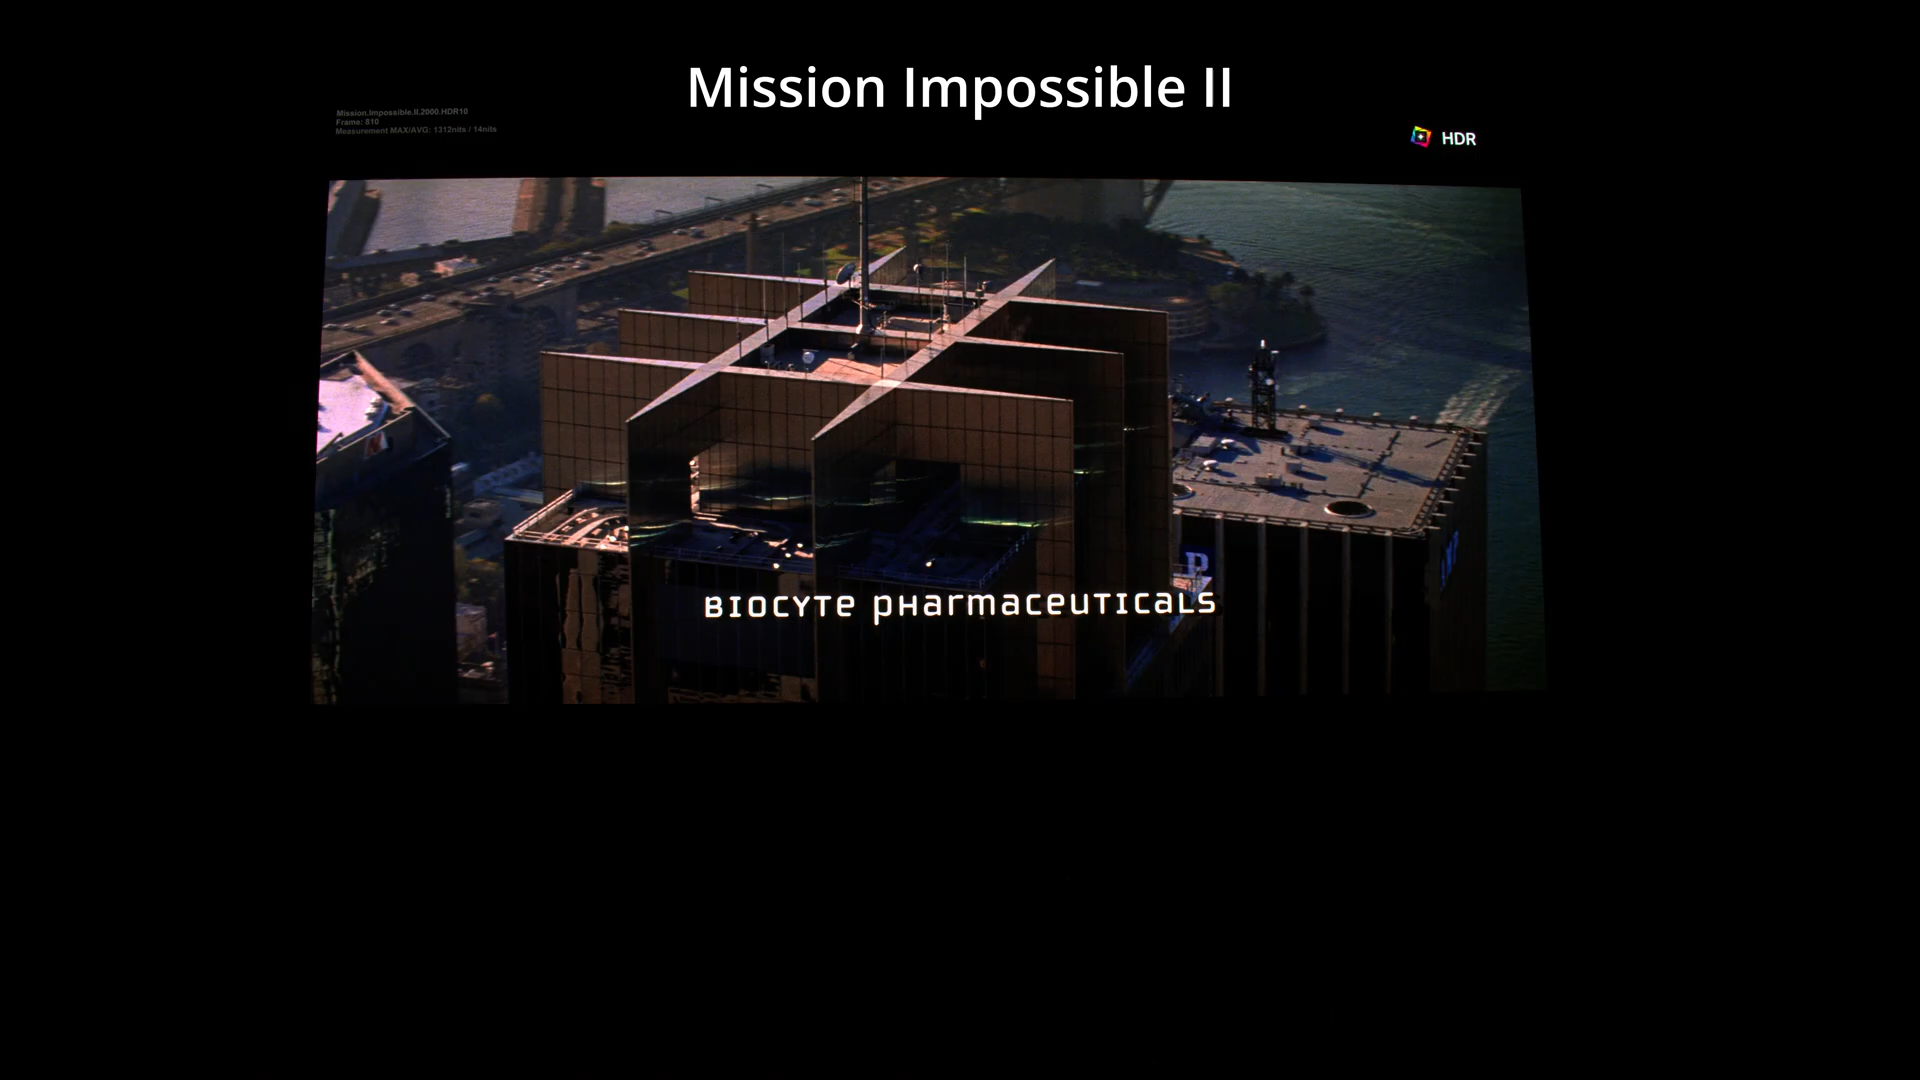 Mission Impossible II
Mission.Impossible.II.2000.HDR10
Frame: 810
Measurement MAX/AVG: 1312nits / 14nits
HDR
P
BIOCYTe pHarmaceuTIcaLS